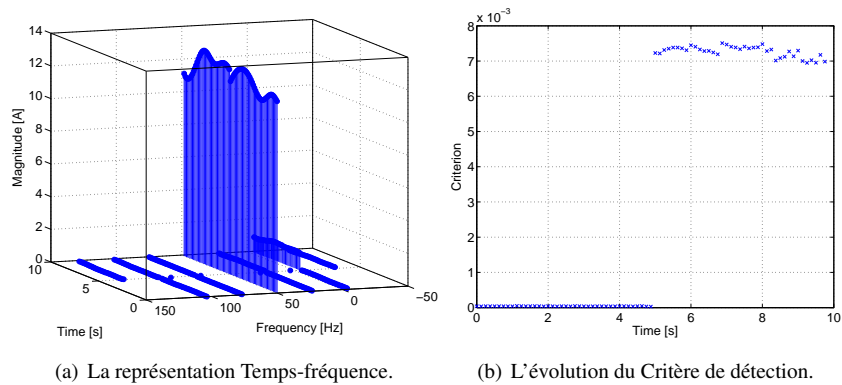 14
12
10
8
6
4
2
0
Magnitude [A]
10
5
0
Time [s]
150
100
50
0
−50
Frequency [Hz]
(a) La représentation Temps-fréquence.
x 10⁻³
8
7
6
5
4
3
2
1
0
Criterion
0 2 4 6 8 10
Time [s]
(b) L'évolution du Critère de détection.